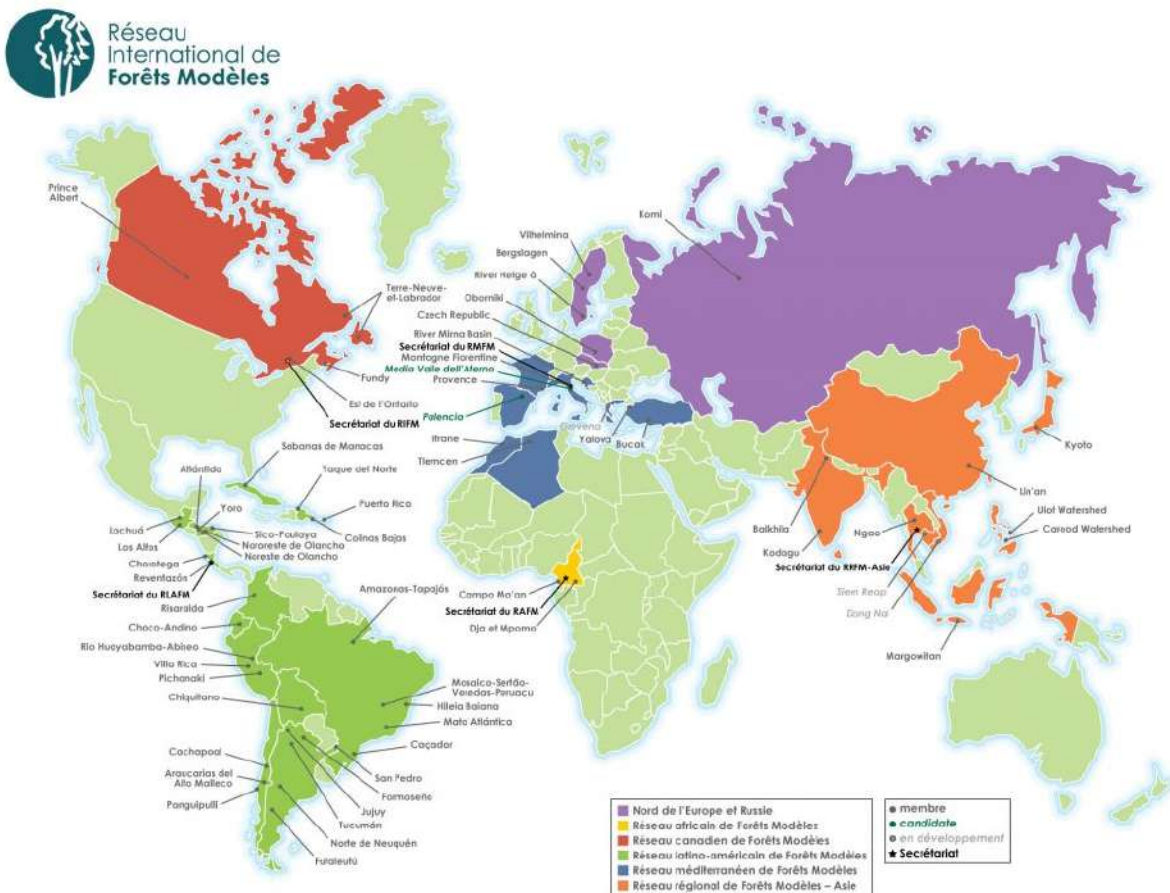 Réseau
International de
Forêts Modèles
Prince
Albert
Terre-Neuve-
et-Labrador
Fundy
Est de l'Ontario
Secrétariat du RIFM
Komi
Vilhelmina
Bergslagen
River Helge å
Oborniki
Czech Republic
River Mirna Basin
Secrétariat du RMFM
Montagne Fiorentine
Media Valle dell'Aterno
Provence
Palencia
Ifrane
Tlemcen
Yalova
Bucak
Sabanas de Manacas
Atlántida
Yaque del Norte
Puerto Rico
Yoro
Lachuá
Sico-Paulaya
Colinas Bajas
Los Altos
Noroeste de Olancho
Noreste de Olancho
Chorotega
Reventazón
Secrétariat du RLAFM
Risaralda
Choco-Andino
Río Huayabamba-Abiseo
Villa Rica
Pichanaki
Chiquitano
Amazonas-Tapajós
Mosaico-Sertão-
Veredas-Peruaçu
Hileia Baiana
Mata Atlántica
Caçador
Cachapoal
San Pedro
Araucarias del
Alto Malleco
Formoseño
Jujuy
Panguipulli
Tucumán
Norte de Neuquén
Futaleufú
Campo Ma'an
Secrétariat du RAFM
Dja et Mpomo
Kyoto
Lin'an
Balkhila
Ngao
Ulot Watershed
Carood Watershed
Kodagu
Secrétariat du RRFM-Asie
Siem Reap
Dong Nai
Margowitan
Nord de l'Europe et Russie
Réseau africain de Forêts Modèles
Réseau canadien de Forêts Modèles
Réseau latino-américain de Forêts Modèles
Réseau méditerranéen de Forêts Modèles
Réseau régional de Forêts Modèles – Asie
membre
candidate
en développement
Secrétariat